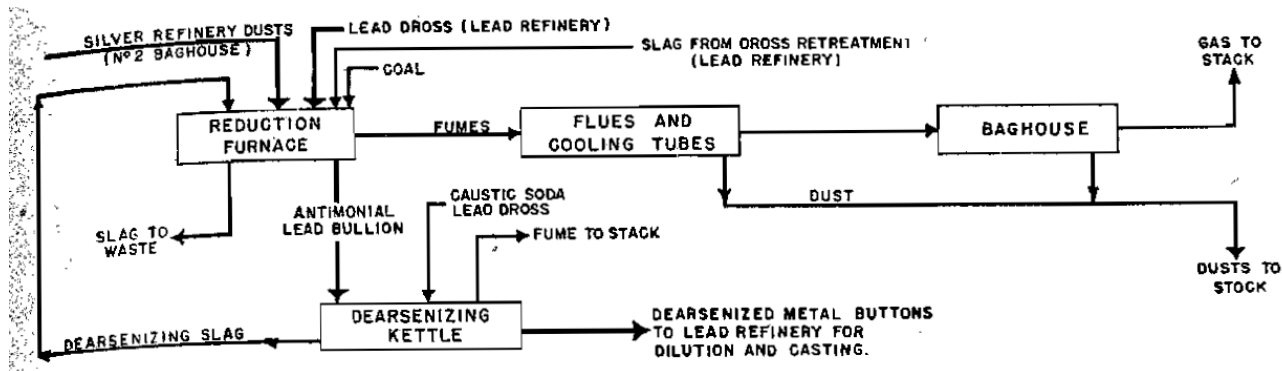 SILVER REFINERY DUSTS
(Nº2 BAGHOUSE)
LEAD DROSS (LEAD REFINERY)
SLAG FROM DROSS RETREATMENT
(LEAD REFINERY)
COAL
GAS TO
STACK
REDUCTION
FURNACE
FUMES
FLUES AND
COOLING TUBES
BAGHOUSE
DUST
ANTIMONIAL
LEAD BULLION
CAUSTIC SODA
LEAD DROSS
SLAG TO
WASTE
FUME TO STACK
DUSTS TO
STOCK
DEARSENIZING
KETTLE
DEARSENIZED METAL BUTTONS
TO LEAD REFINERY FOR
DILUTION AND CASTING.
DEARSENIZING SLAG